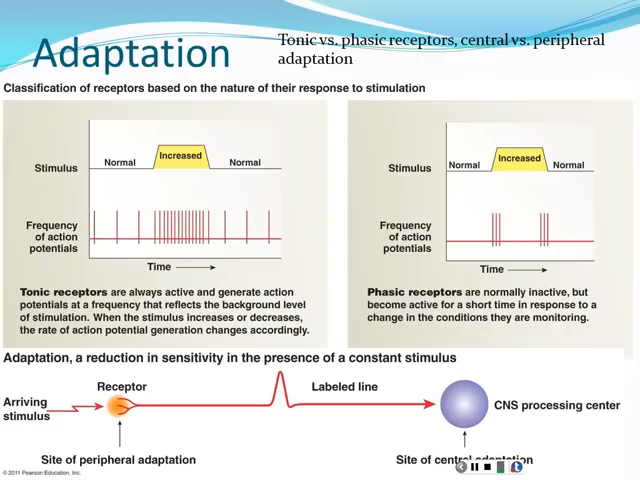 Adaptation
Tonic vs. phasic receptors, central vs. peripheral
adaptation
Classification of receptors based on the nature of their response to stimulation
Stimulus
Normal
Increased
Normal
Frequency
of action
potentials
Time
Tonic receptors are always active and generate action
potentials at a frequency that reflects the background level
of stimulation. When the stimulus increases or decreases,
the rate of action potential generation changes accordingly.
Stimulus
Normal
Increased
Normal
Frequency
of action
potentials
Time
Phasic receptors are normally inactive, but
become active for a short time in response to a
change in the conditions they are monitoring.
Adaptation, a reduction in sensitivity in the presence of a constant stimulus
Arriving
stimulus
Receptor
Labeled line
CNS processing center
Site of peripheral adaptation
Site of central adaptation
© 2011 Pearson Education, Inc.